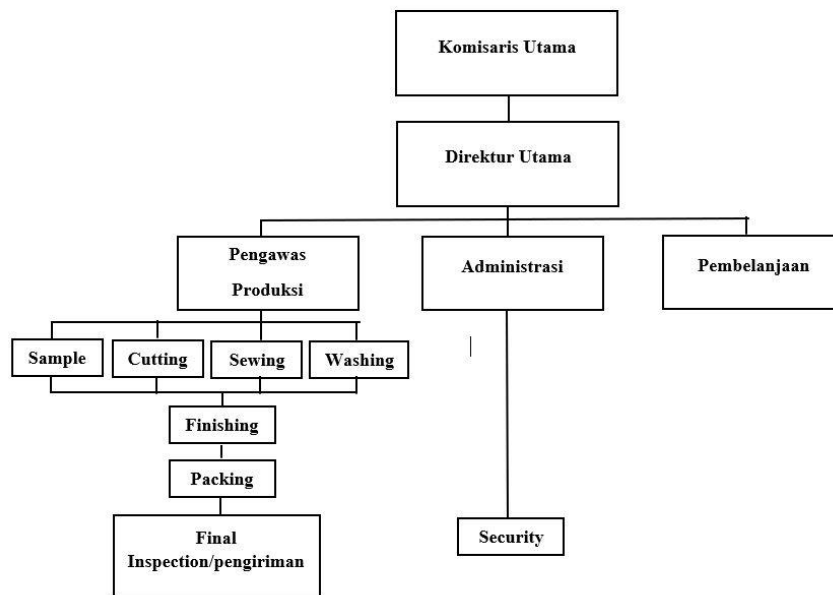 Komisaris Utama
Direktur Utama
Pengawas
Produksi
Administrasi
Pembelanjaan
Sample
Cutting
Sewing
Washing
Finishing
Packing
Final
Inspection/pengiriman
Security